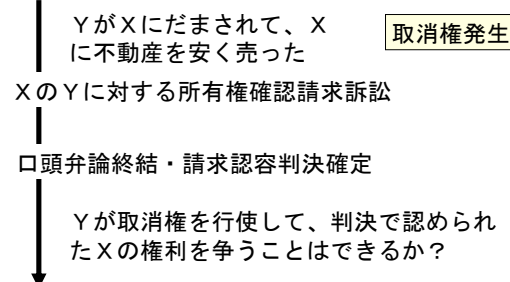 YがXにだまされて、X
に不動産を安く売った
取消権発生
XのYに対する所有権確認請求訴訟
口頭弁論終結・請求認容判決確定
Yが取消権を行使して、判決で認められ
たXの権利を争うことはできるか？